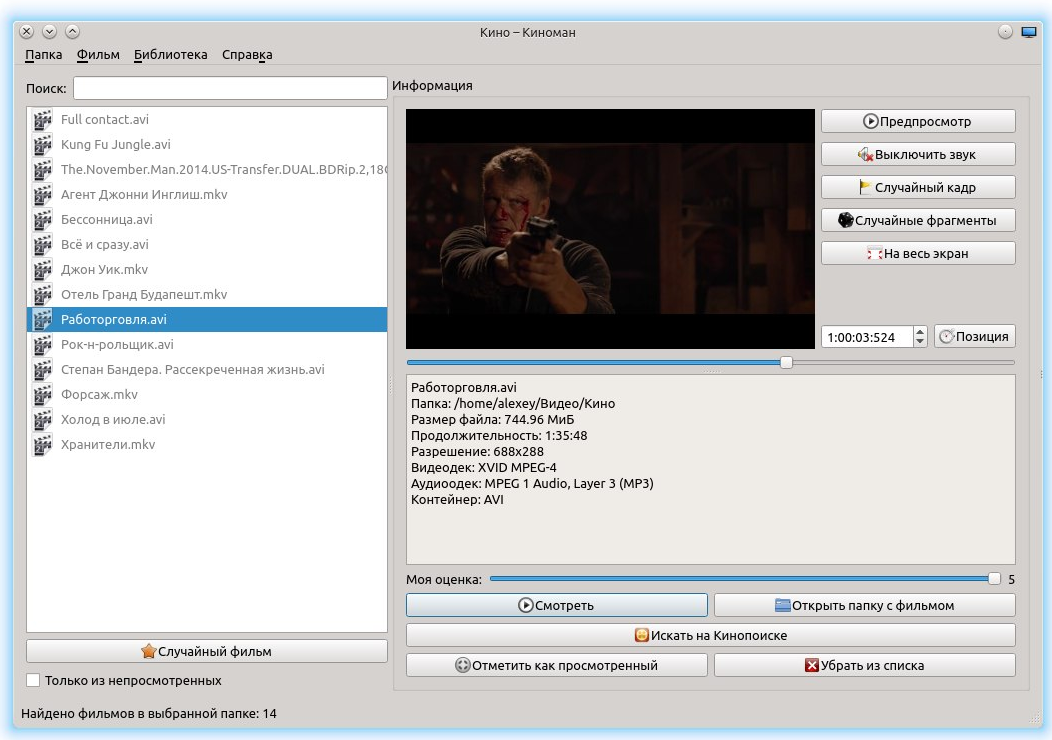 Кино – Киноман
Папка Фильм Библиотека Справка
Поиск:
Full contact.avi
Kung Fu Jungle.avi
The.November.Man.2014.US-Transfer.DUAL.BDRip.2,18
Агент Джонни Инглиш.mkv
Бессонница.avi
Всё и сразу.avi
Джон Уик.mkv
Отель Гранд Будапешт.mkv
Работорговля.avi
Рок-н-рольщик.avi
Степан Бандера. Рассекреченная жизнь.avi
Форсаж.mkv
Холод в июле.avi
Хранители.mkv
Случайный фильм
Только из непросмотренных
Информация
Предпросмотр
Выключить звук
Случайный кадр
Случайные фрагменты
На весь экран
1:00:03:524 Позиция
Работорговля.avi
Папка: /home/alexey/Видео/Кино
Размер файла: 744.96 МиБ
Продолжительность: 1:35:48
Разрешение: 688x288
Видеодек: XVID MPEG-4
Аудиоодек: MPEG 1 Audio, Layer 3 (MP3)
Контейнер: AVI
Моя оценка: 5
Смотреть Открыть папку с фильмом
Искать на Кинопоиске
Отметить как просмотренный Убрать из списка
Найдено фильмов в выбранной папке: 14